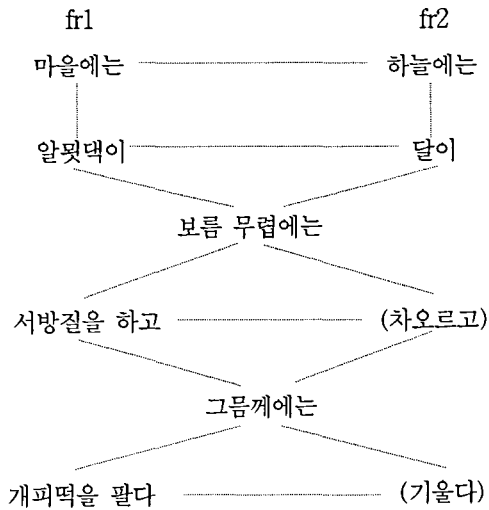 fr1 fr2
마을에는 하늘에는
알묏댁이 달이
보름 무렵에는
서방질을 하고 (차오르고)
그믐께에는
개피떡을 팔다 (기울다)